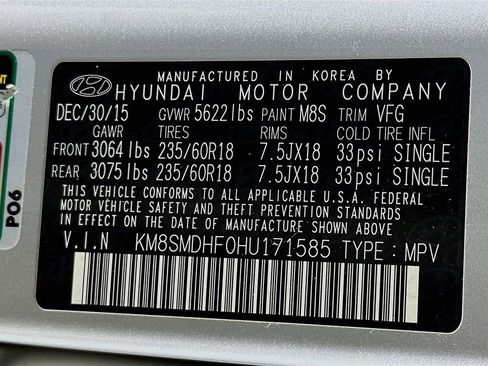 MANUFACTURED IN KOREA BY
HYUNDAI MOTOR COMPANY
DEC/30/15 GVWR 5622lbs PAINT M8S TRIM VFG
GAWR TIRES RIMS COLD TIRE INFL
FRONT 3064lbs 235/60R18 7.5JX18 33psi SINGLE
REAR 3075lbs 235/60R18 7.5JX18 33psi SINGLE
THIS VEHICLE CONFORMS TO ALL APPLICABLE U.S.A. FEDERAL
MOTOR VEHICLE SAFETY AND THEFT PREVENTION STANDARDS
IN EFFECT ON THE DATE OF MANUFACTURE SHOWN ABOVE
V.I.N KM8SMDHF0HU171585 TYPE : MPV
PO6